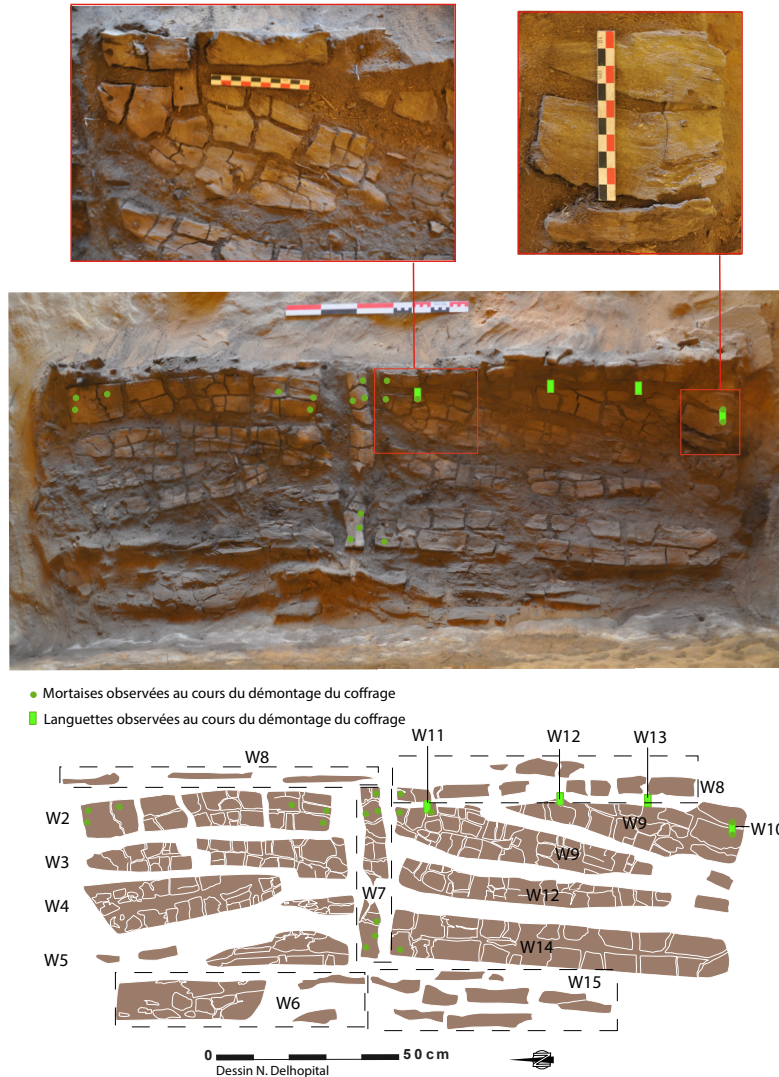 Mortaises observées au cours du démontage du coffrage
Languettes observées au cours du démontage du coffrage
W8
W11
W12
W13
W8
W2
W9
W10
W3
W9
W4
W7
W12
W5
W14
W6
W15
0 50 cm
Dessin N. Delhopital